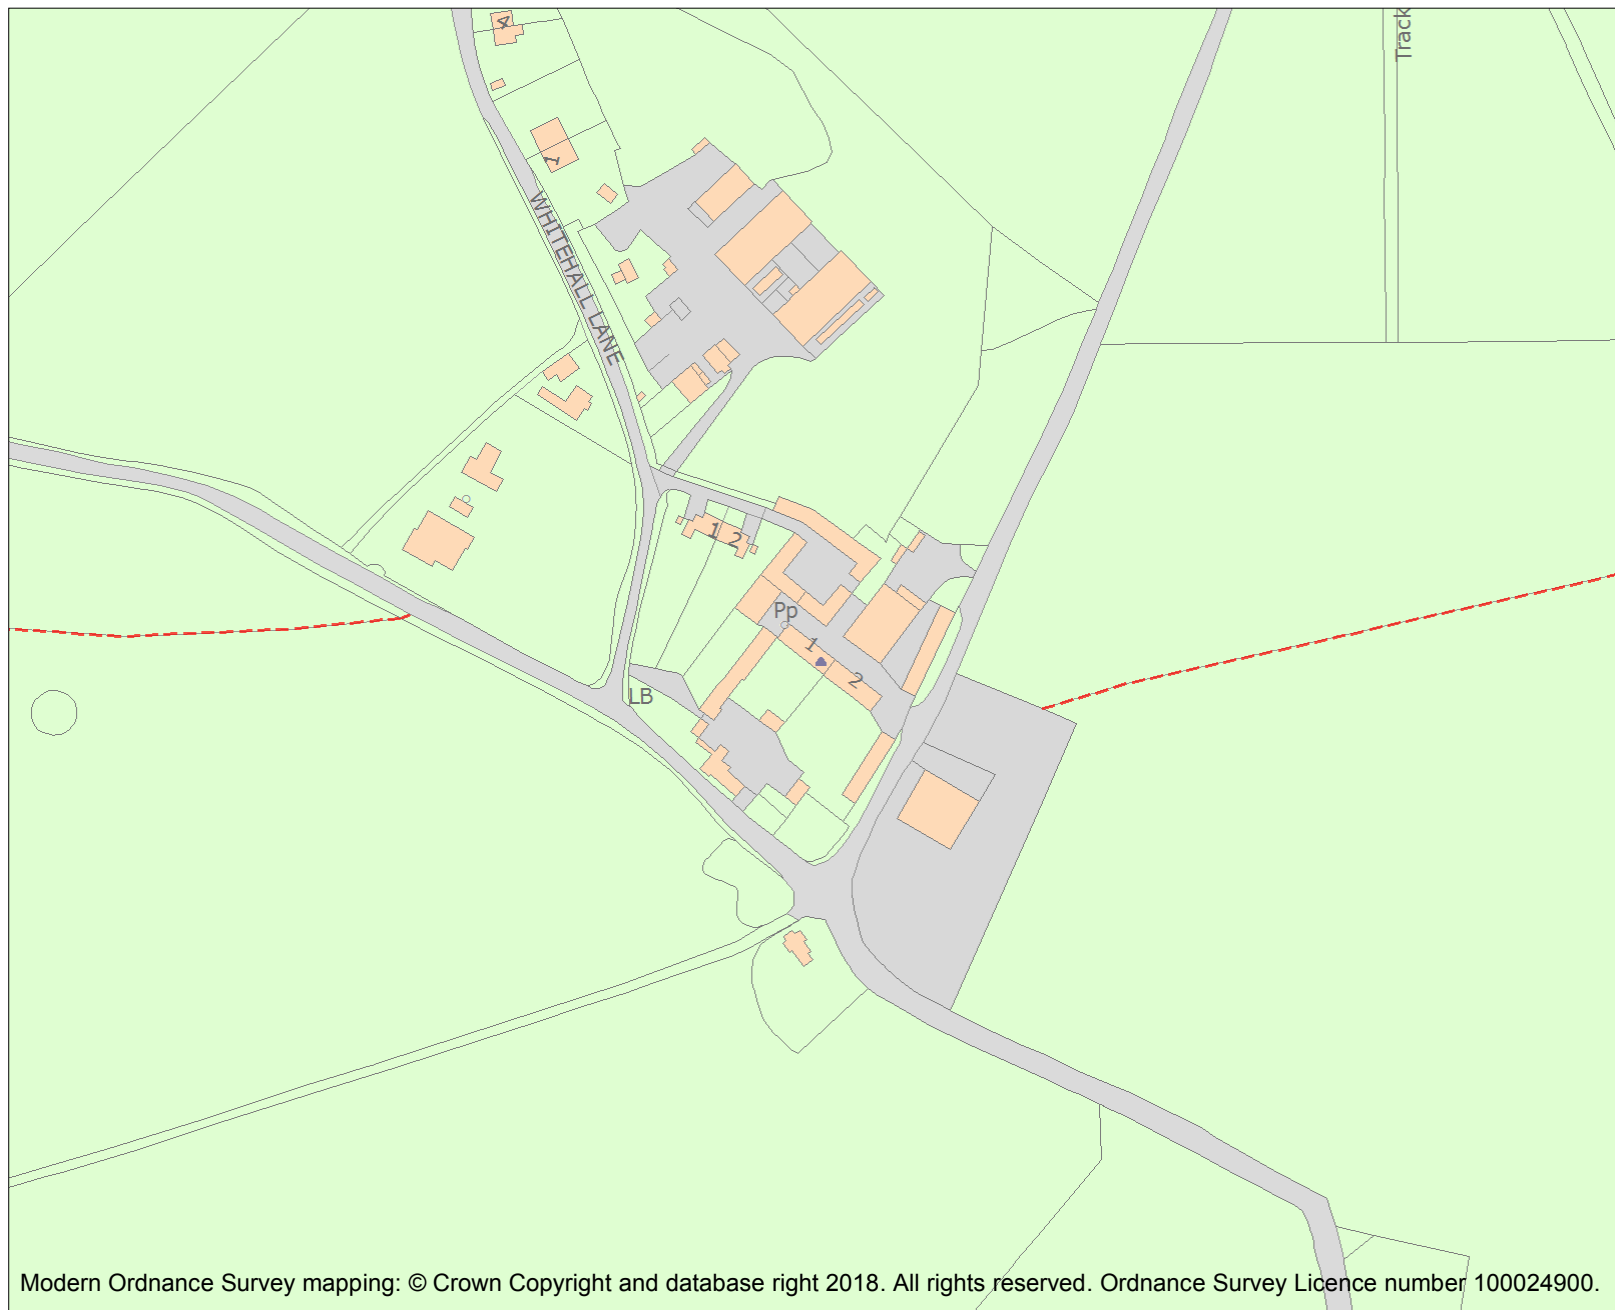 4
Track
1
WHITEHALL LANE
1 2
Pp
1
2
LB
Modern Ordnance Survey mapping: © Crown Copyright and database right 2018. All rights reserved. Ordnance Survey Licence number 100024900.